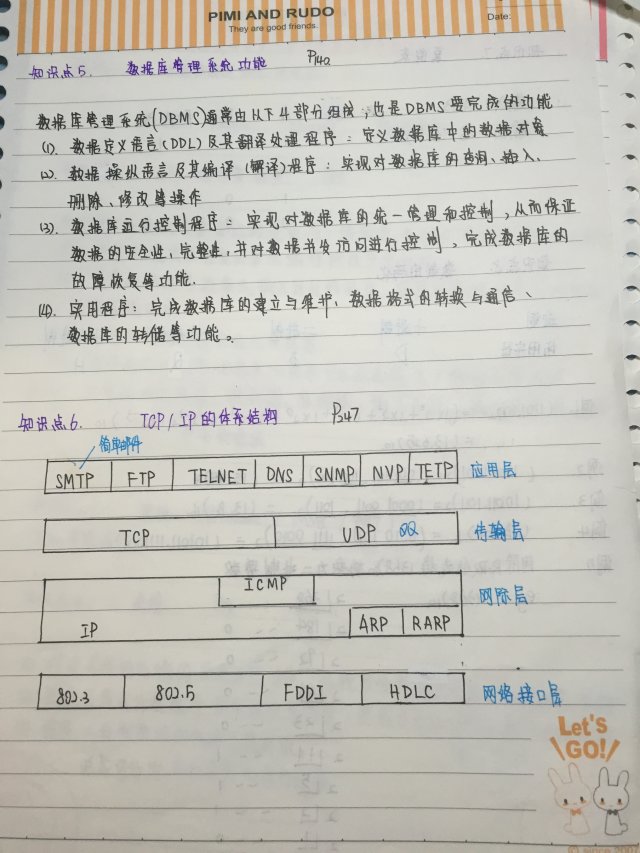 PIMI AND RUDO
They are good friends.
Date:
知识点5. 数据库管理系统功能 P140
数据库管理系统(DBMS)通常由以下4部分组成,也是DBMS要完成的功能
(1). 数据定义语言(DDL)及其翻译处理程序:定义数据库中的数据对象
(2). 数据操纵语言及其编译(解译)程序:实现对数据库的查询、插入、
删除、修改等操作
(3). 数据库运行控制程序:实现对数据库的统一管理和控制,从而保证
数据的安全性、完整性,并对数据并发访问进行控制,完成数据库的
故障恢复等功能.
(4). 实用程序:完成数据库的建立与维护、数据格式的转换与通信、
数据库的转储等功能。
知识点6. TCP/IP的体系结构 P247
简单邮件
SMTP FTP TELNET DNS SNMP NVP TETP 应用层
TCP UDP QQ 传输层
ICMP 网际层
IP ARP RARP
802.3 802.5 FDDI HDLC 网络接口层
Let's
GO!